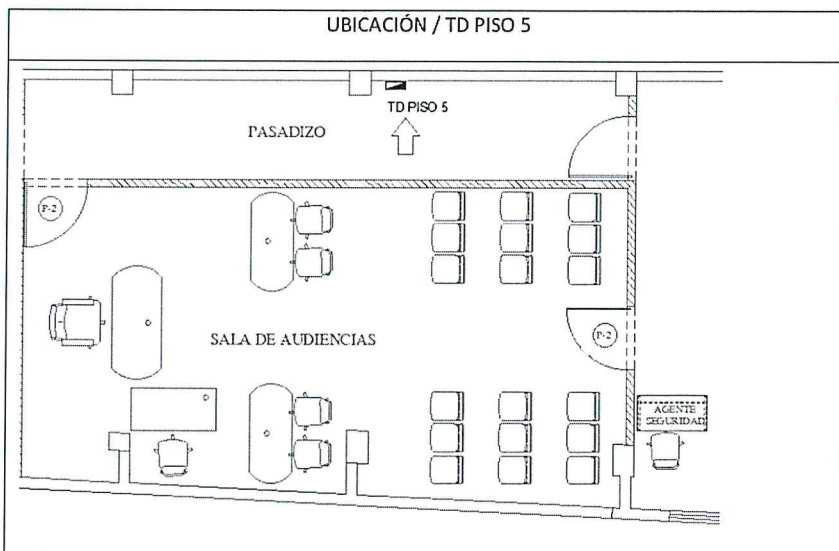 UBICACIÓN / TD PISO 5
TD PISO 5
PASADIZO
P-2
SALA DE AUDIENCIAS
P-2
AGENTE
SEGURIDAD